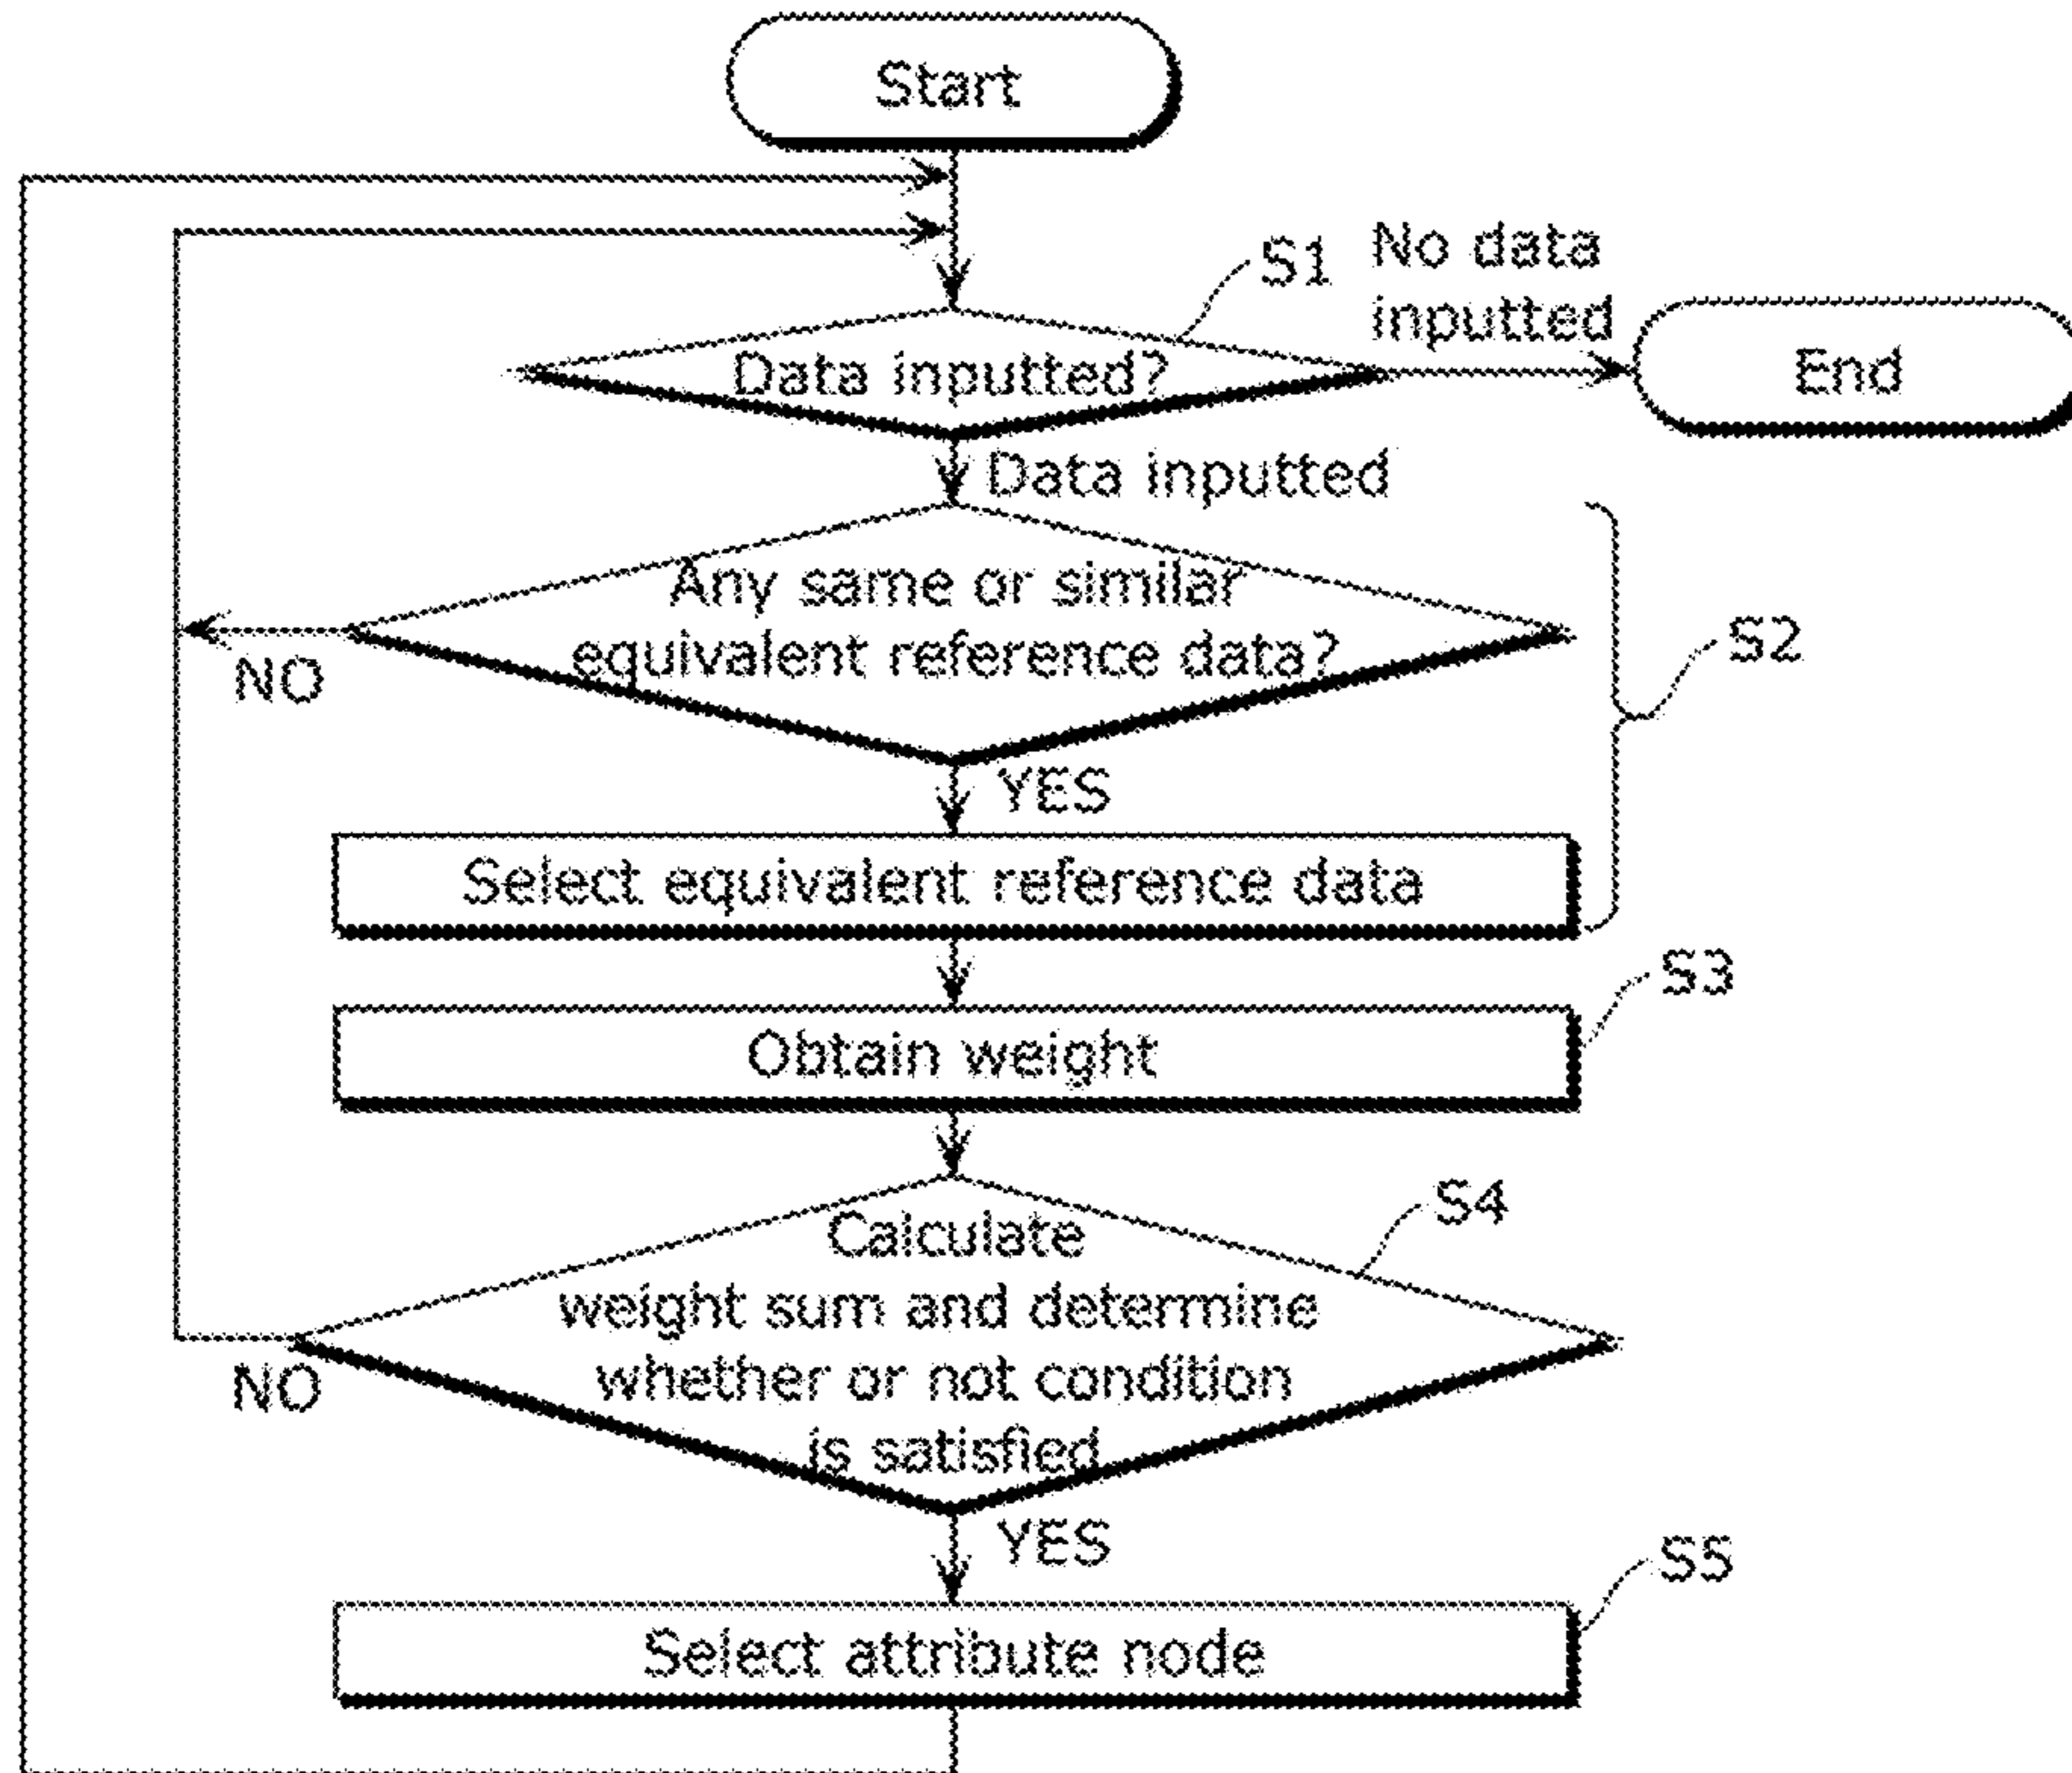 Start
S1
No data
inputted
Data inputted?
End
Data inputted
Any same or similar
equivalent reference data?
S2
NO
YES
Select equivalent reference data
S3
Obtain weight
S4
Calculate
weight sum and determine
whether or not condition
is satisfied
NO
YES
S5
Select attribute node